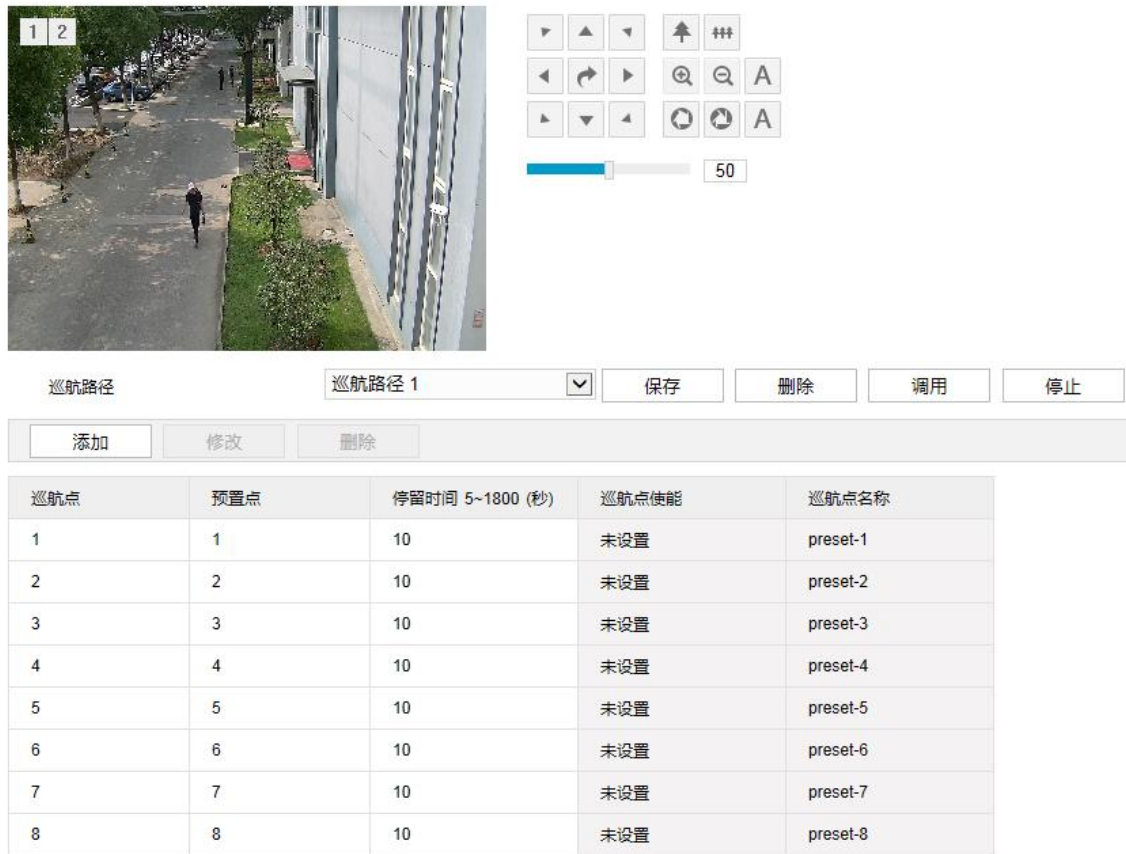 1 2
A
A
50
巡航路径 巡航路径 1 保存 删除 调用 停止
添加 修改 删除
巡航点 预置点 停留时间 5~1800 (秒) 巡航点使能 巡航点名称
1 1 10 未设置 preset-1
2 2 10 未设置 preset-2
3 3 10 未设置 preset-3
4 4 10 未设置 preset-4
5 5 10 未设置 preset-5
6 6 10 未设置 preset-6
7 7 10 未设置 preset-7
8 8 10 未设置 preset-8